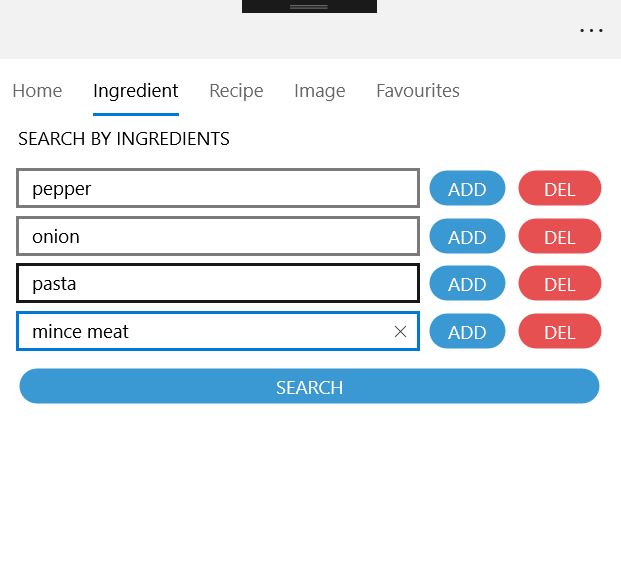 ...
Home Ingredient Recipe Image Favourites
SEARCH BY INGREDIENTS
pepper ADD DEL
onion ADD DEL
pasta ADD DEL
mince meat ADD DEL
SEARCH